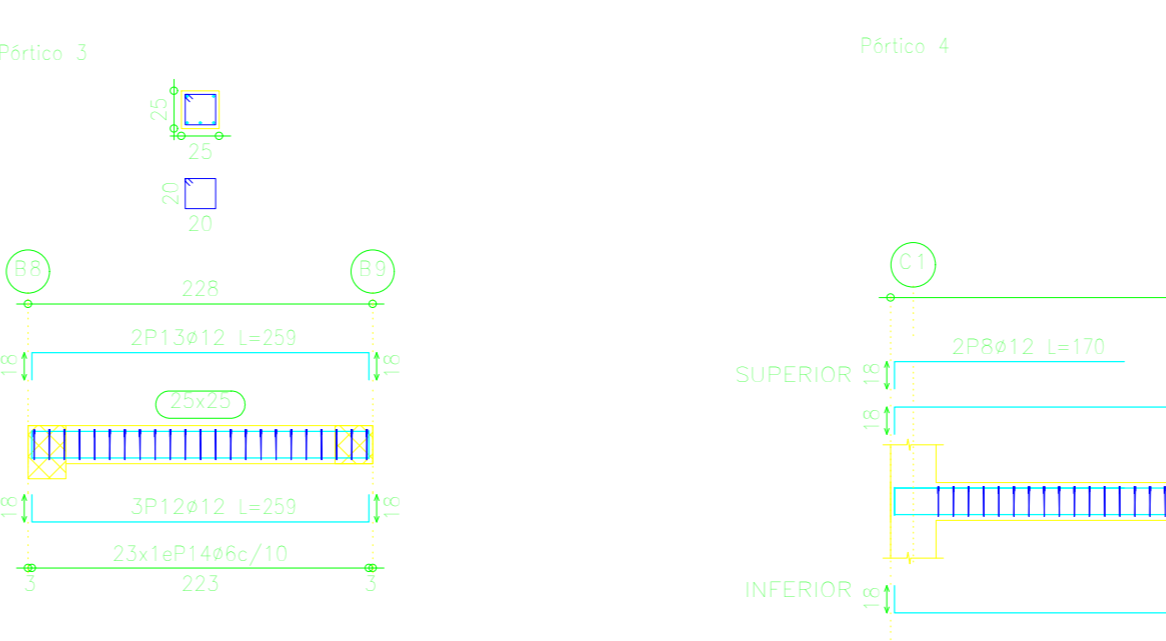 Pórtico 3
25
25
20
20
B8
B9
228
2P13ø12 L=259
18
18
25x25
18
18
3P12ø12 L=259
23x1eP14ø6c/10
3
223
3
Pórtico 4
C1
2P8ø12 L=170
SUPERIOR
18
18
INFERIOR
18